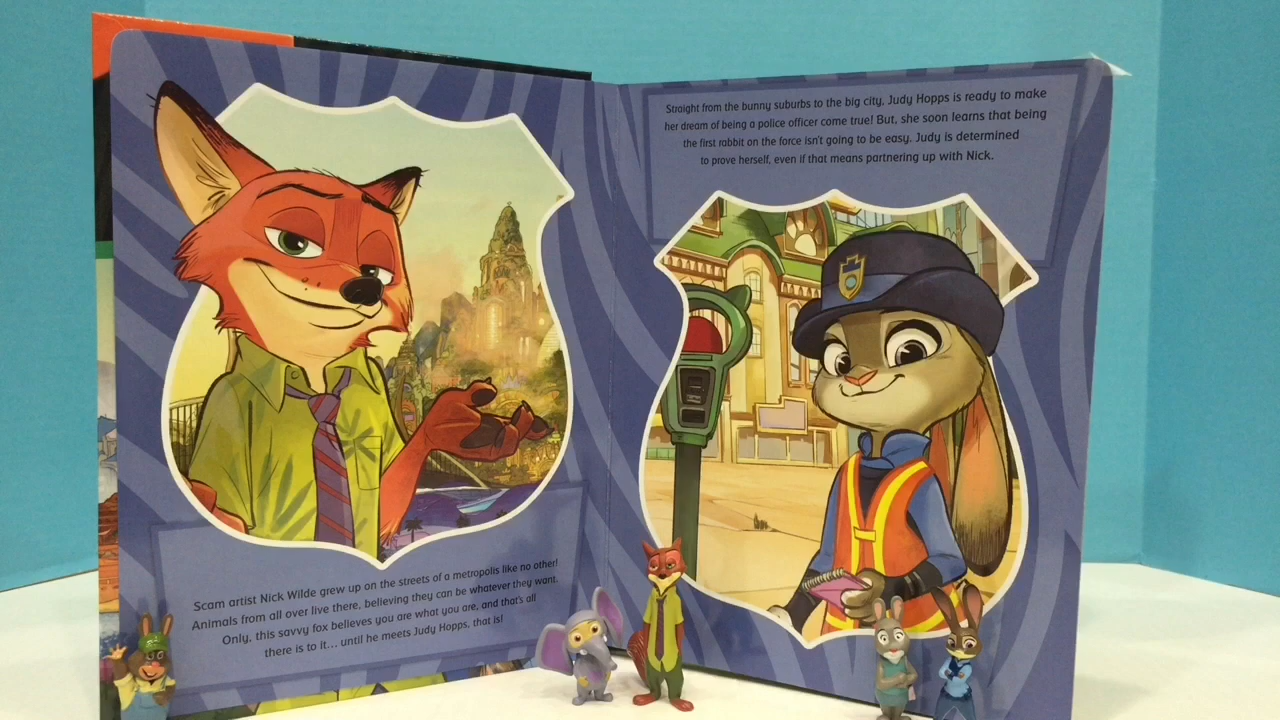 Scam artist Nick Wilde grew up on the streets of a metropolis like no other!
Animals from all over live there, believing they can be whatever they want.
Only, this savvy fox believes you are what you are, and that's all
there is to it... until he meets Judy Hopps, that is!
Straight from the bunny suburbs to the big city, Judy Hopps is ready to make
her dream of being a police officer come true! But, she soon learns that being
the first rabbit on the force isn't going to be easy. Judy is determined
to prove herself, even if that means partnering up with Nick.